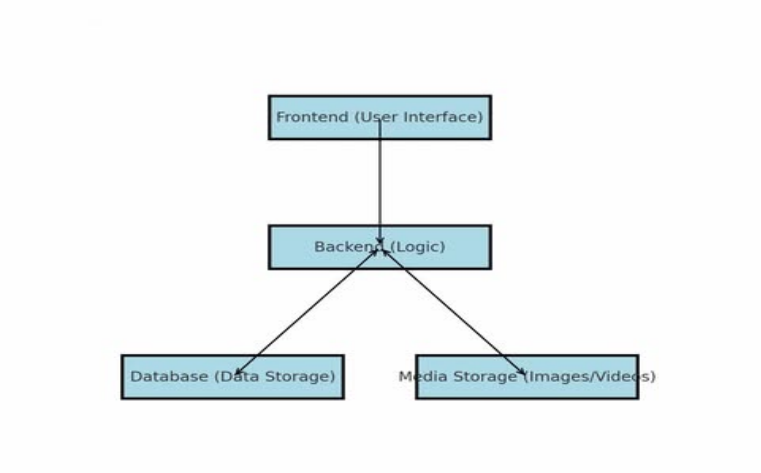 Frontend (User Interface)
Backend (Logic)
Database (Data Storage)
Media Storage (Images/Videos)